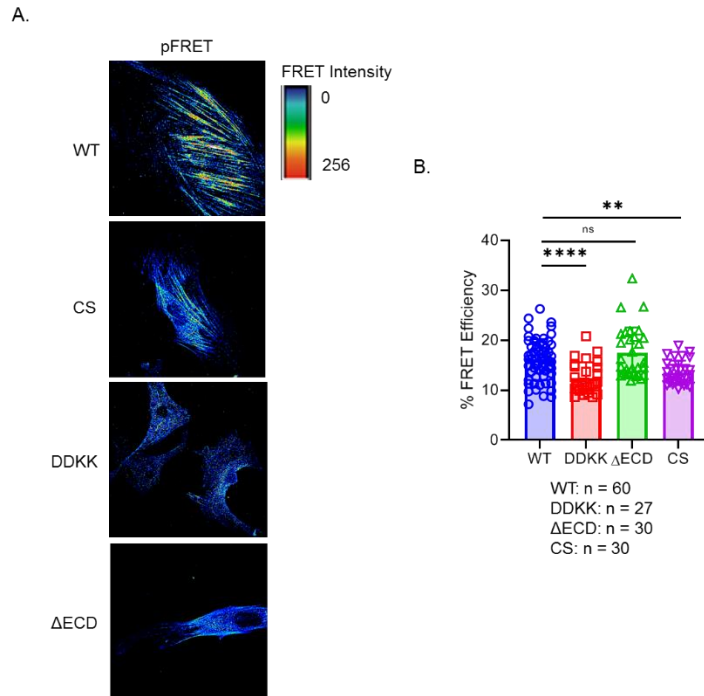 A.
pFRET
FRET Intensity
0
256
WT
CS
DDKK
ΔECD
B.
**
ns
****
% FRET Efficiency
40
30
20
10
0
WT DDKK ΔECD CS
WT: n = 60
DDKK: n = 27
ΔECD: n = 30
CS: n = 30